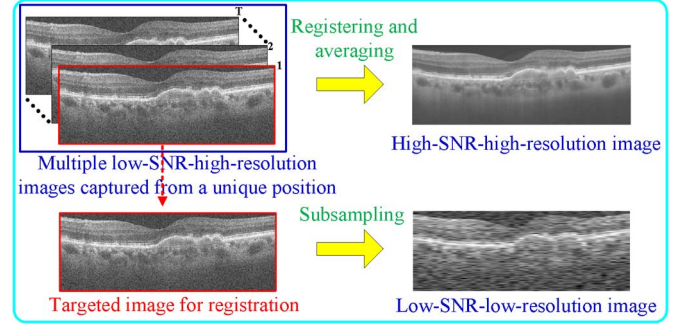 T
2
1
Registering and
averaging
High-SNR-high-resolution image
Multiple low-SNR-high-resolution
images captured from a unique position
Subsampling
Targeted image for registration
Low-SNR-low-resolution image